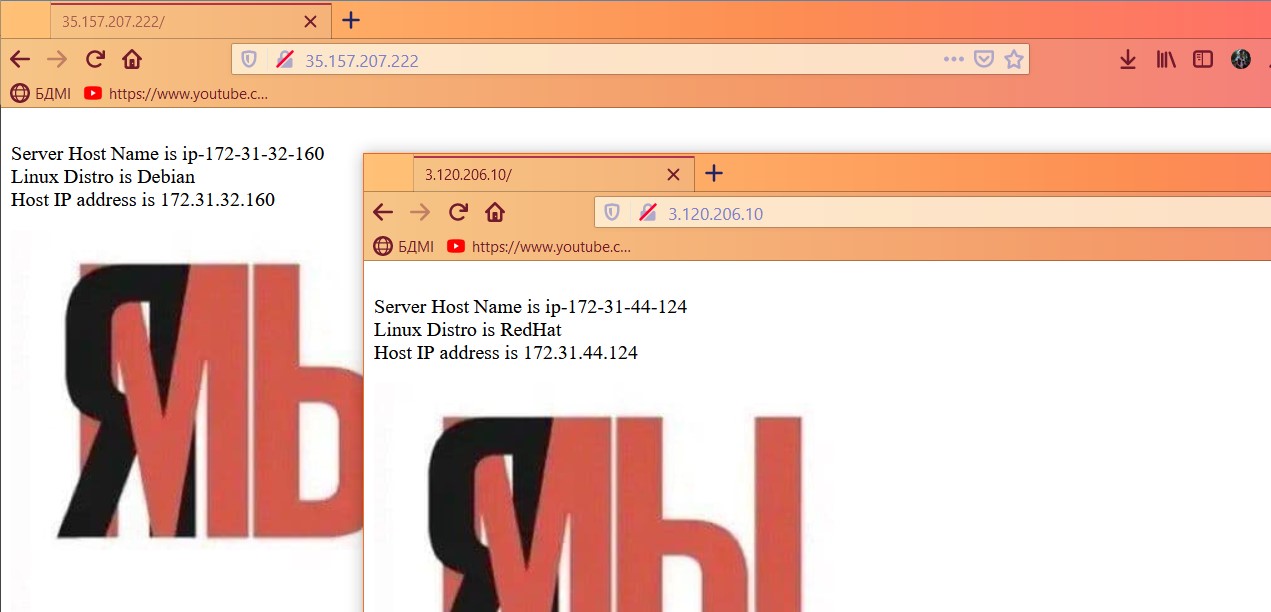 35.157.207.222/
35.157.207.222
БДМІ https://www.youtube.c...
Server Host Name is ip-172-31-32-160
Linux Distro is Debian
Host IP address is 172.31.32.160
ЯМЫ
3.120.206.10/
3.120.206.10
БДМІ https://www.youtube.c...
Server Host Name is ip-172-31-44-124
Linux Distro is RedHat
Host IP address is 172.31.44.124
ЯМЫ